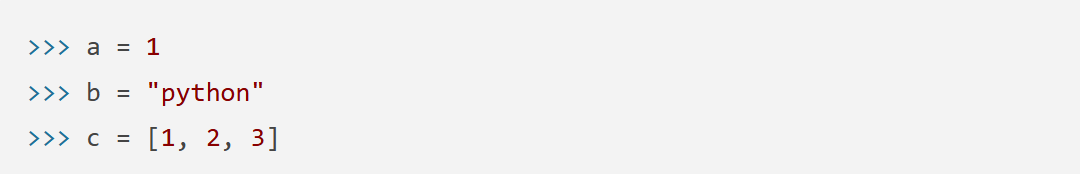 >>> a = 1
>>> b = "python"
>>> c = [1, 2, 3]